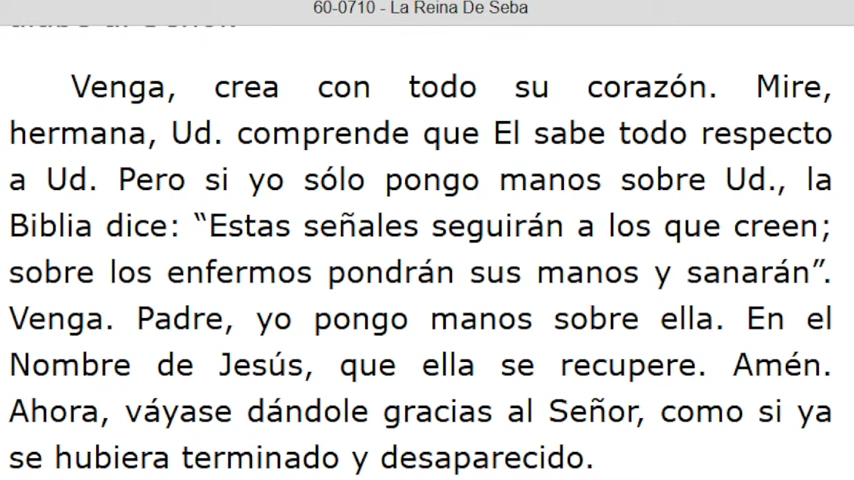 60-0710 - La Reina De Seba
Venga, crea con todo su corazón. Mire,
hermana, Ud. comprende que El sabe todo respecto
a Ud. Pero si yo sólo pongo manos sobre Ud., la
Biblia dice: “Estas señales seguirán a los que creen;
sobre los enfermos pondrán sus manos y sanarán”.
Venga. Padre, yo pongo manos sobre ella. En el
Nombre de Jesús, que ella se recupere. Amén.
Ahora, váyase dándole gracias al Señor, como si ya
se hubiera terminado y desaparecido.